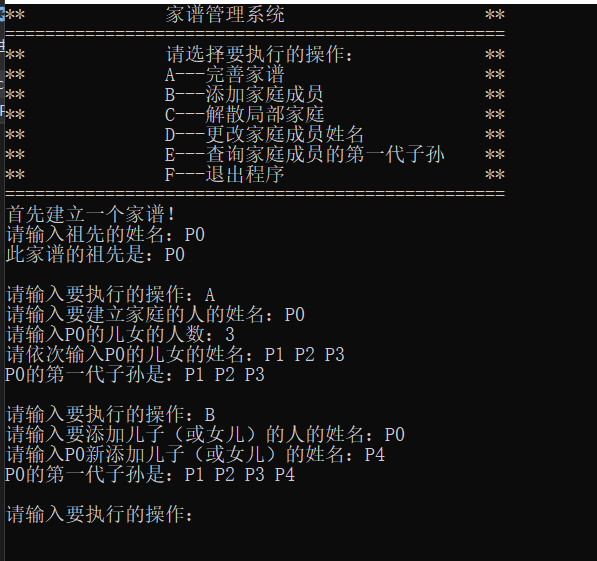 **              家谱管理系统                    **
==================================================
**              请选择要执行的操作:             **
**              A---完善家谱                    **
**              B---添加家庭成员                **
**              C---解散局部家庭                **
**              D---更改家庭成员姓名            **
**              E---查询家庭成员的第一代子孙    **
**              F---退出程序                    **
==================================================
首先建立一个家谱!
请输入祖先的姓名: P0
此家谱的祖先是: P0

请输入要执行的操作: A
请输入要建立家庭的人的姓名: P0
请输入P0的儿女的人数: 3
请依次输入P0的儿女的姓名: P1 P2 P3
P0的第一代子孙是: P1 P2 P3

请输入要执行的操作: B
请输入要添加儿子（或女儿）的人的姓名: P0
请输入P0新添加儿子（或女儿）的姓名: P4
P0的第一代子孙是: P1 P2 P3 P4

请输入要执行的操作: